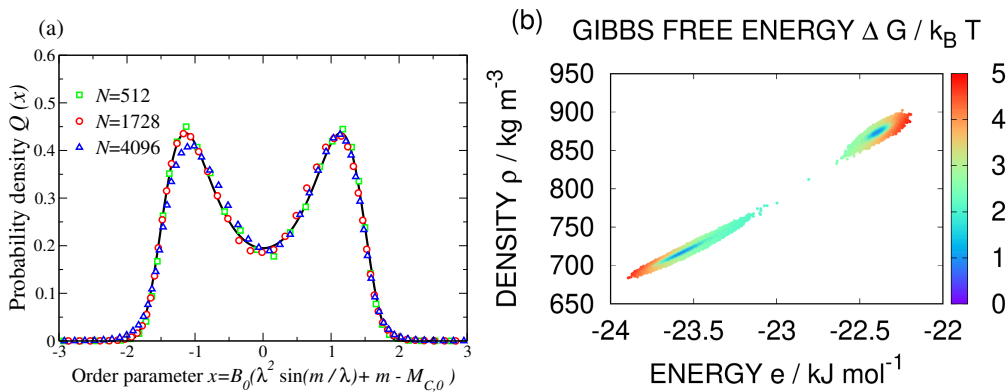 (a)
Probability density Q (x)
0.6
0.5
0.4
0.3
0.2
0.1
0
N=512
N=1728
N=4096
-3 -2 -1 0 1 2 3
Order parameter x=B₀(λ² sin(m / λ)+ m - M_C,0 )
(b)
GIBBS FREE ENERGY Δ G / k_B T
DENSITY ρ / kg m⁻³
950
900
850
800
750
700
650
-24 -23.5 -23 -22.5 -22
ENERGY e / kJ mol⁻¹
5
4
3
2
1
0